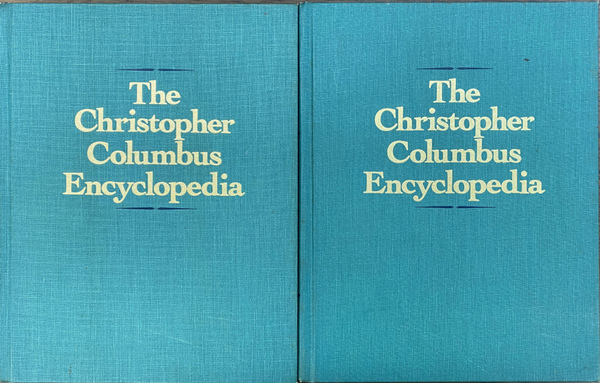 The
Christopher
Columbus
Encyclopedia
The
Christopher
Columbus
Encyclopedia